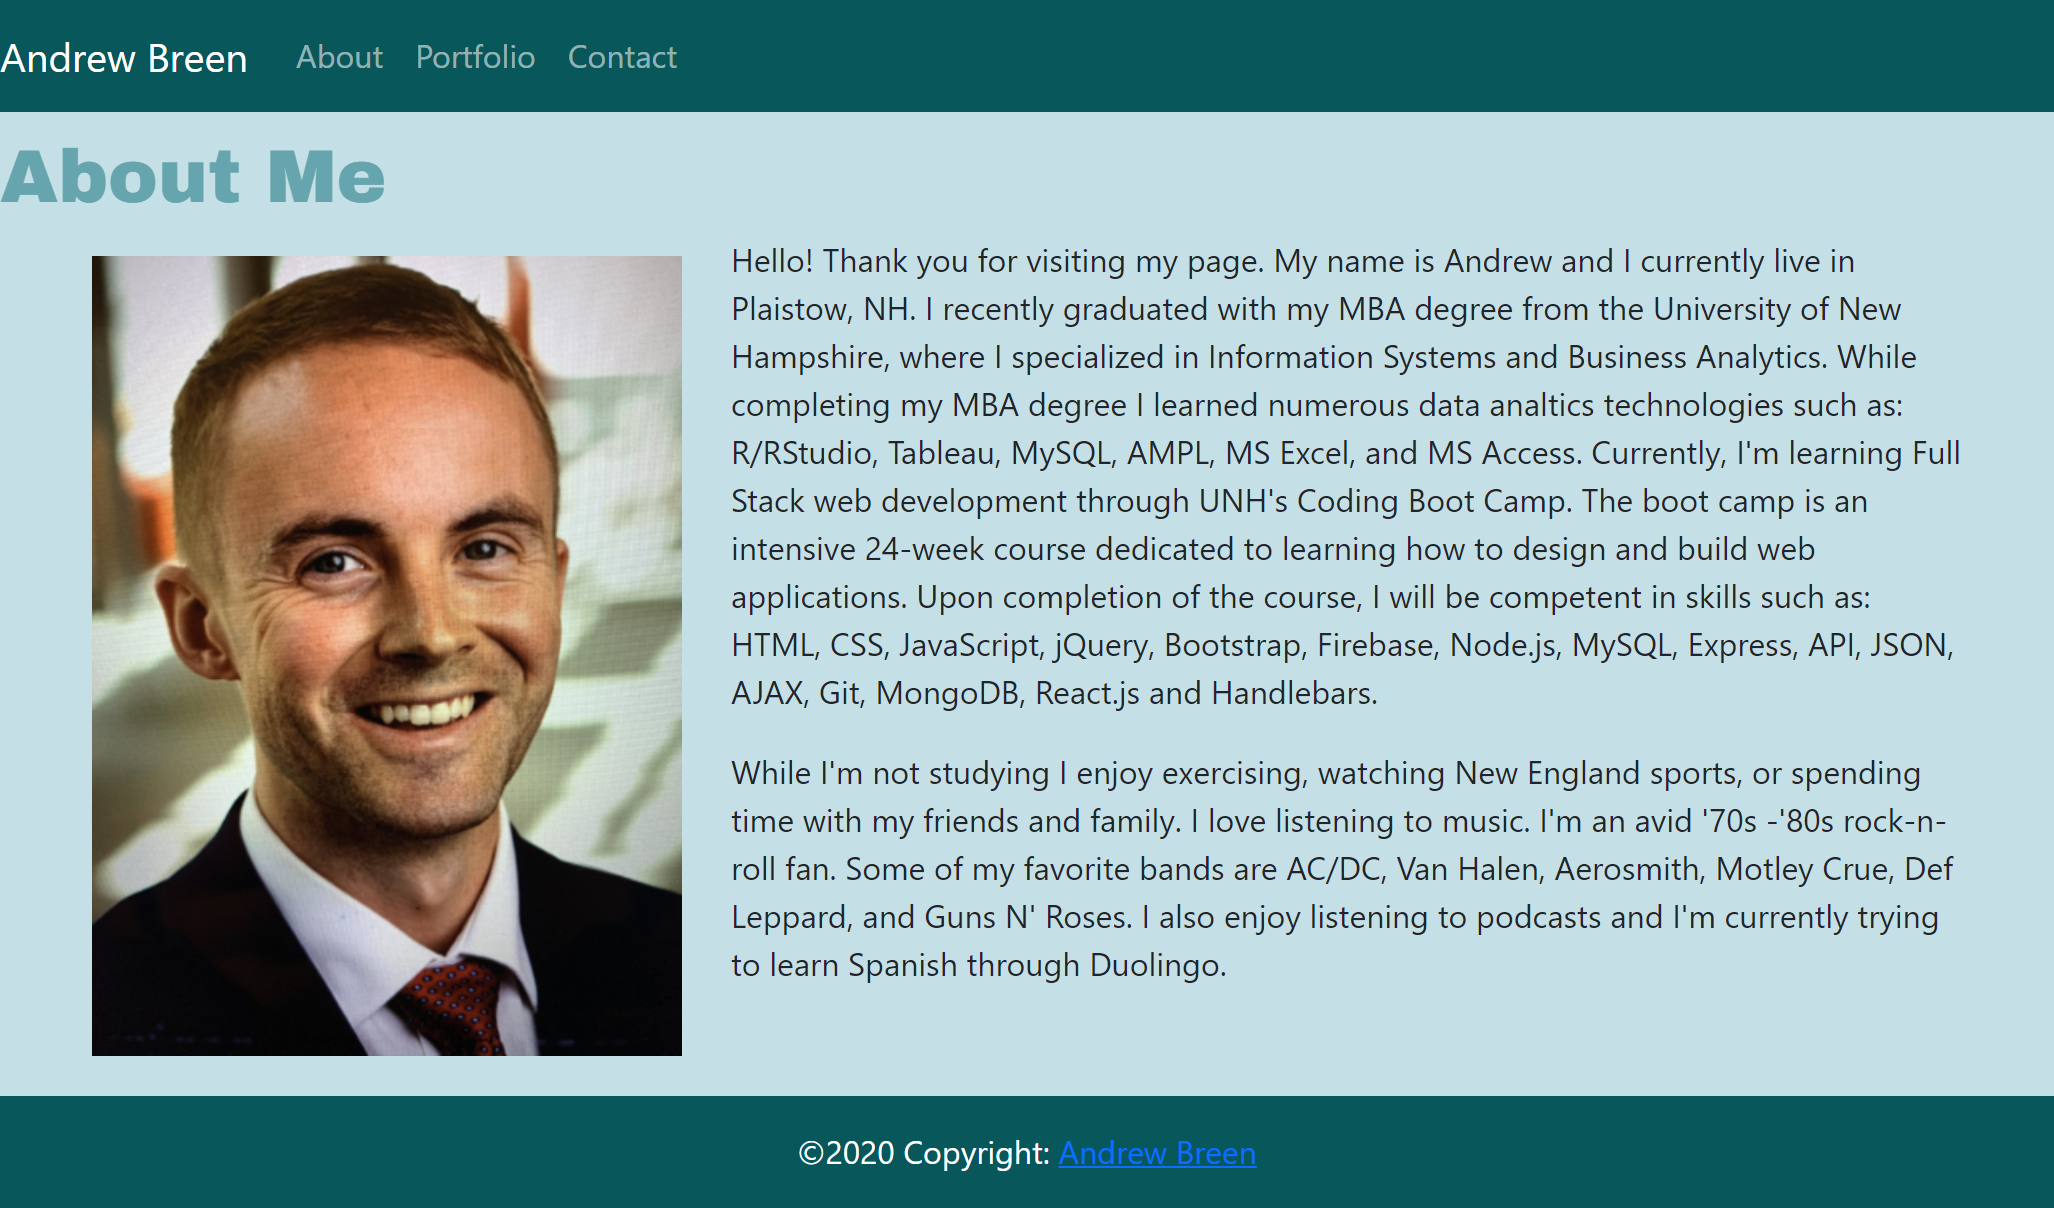 Andrew Breen About Portfolio Contact
About Me
Hello! Thank you for visiting my page. My name is Andrew and I currently live in
Plaistow, NH. I recently graduated with my MBA degree from the University of New
Hampshire, where I specialized in Information Systems and Business Analytics. While
completing my MBA degree I learned numerous data analtics technologies such as:
R/RStudio, Tableau, MySQL, AMPL, MS Excel, and MS Access. Currently, I'm learning Full
Stack web development through UNH's Coding Boot Camp. The boot camp is an
intensive 24-week course dedicated to learning how to design and build web
applications. Upon completion of the course, I will be competent in skills such as:
HTML, CSS, JavaScript, jQuery, Bootstrap, Firebase, Node.js, MySQL, Express, API, JSON,
AJAX, Git, MongoDB, React.js and Handlebars.
While I'm not studying I enjoy exercising, watching New England sports, or spending
time with my friends and family. I love listening to music. I'm an avid '70s -'80s rock-n-
roll fan. Some of my favorite bands are AC/DC, Van Halen, Aerosmith, Motley Crue, Def
Leppard, and Guns N' Roses. I also enjoy listening to podcasts and I'm currently trying
to learn Spanish through Duolingo.
©2020 Copyright: Andrew Breen